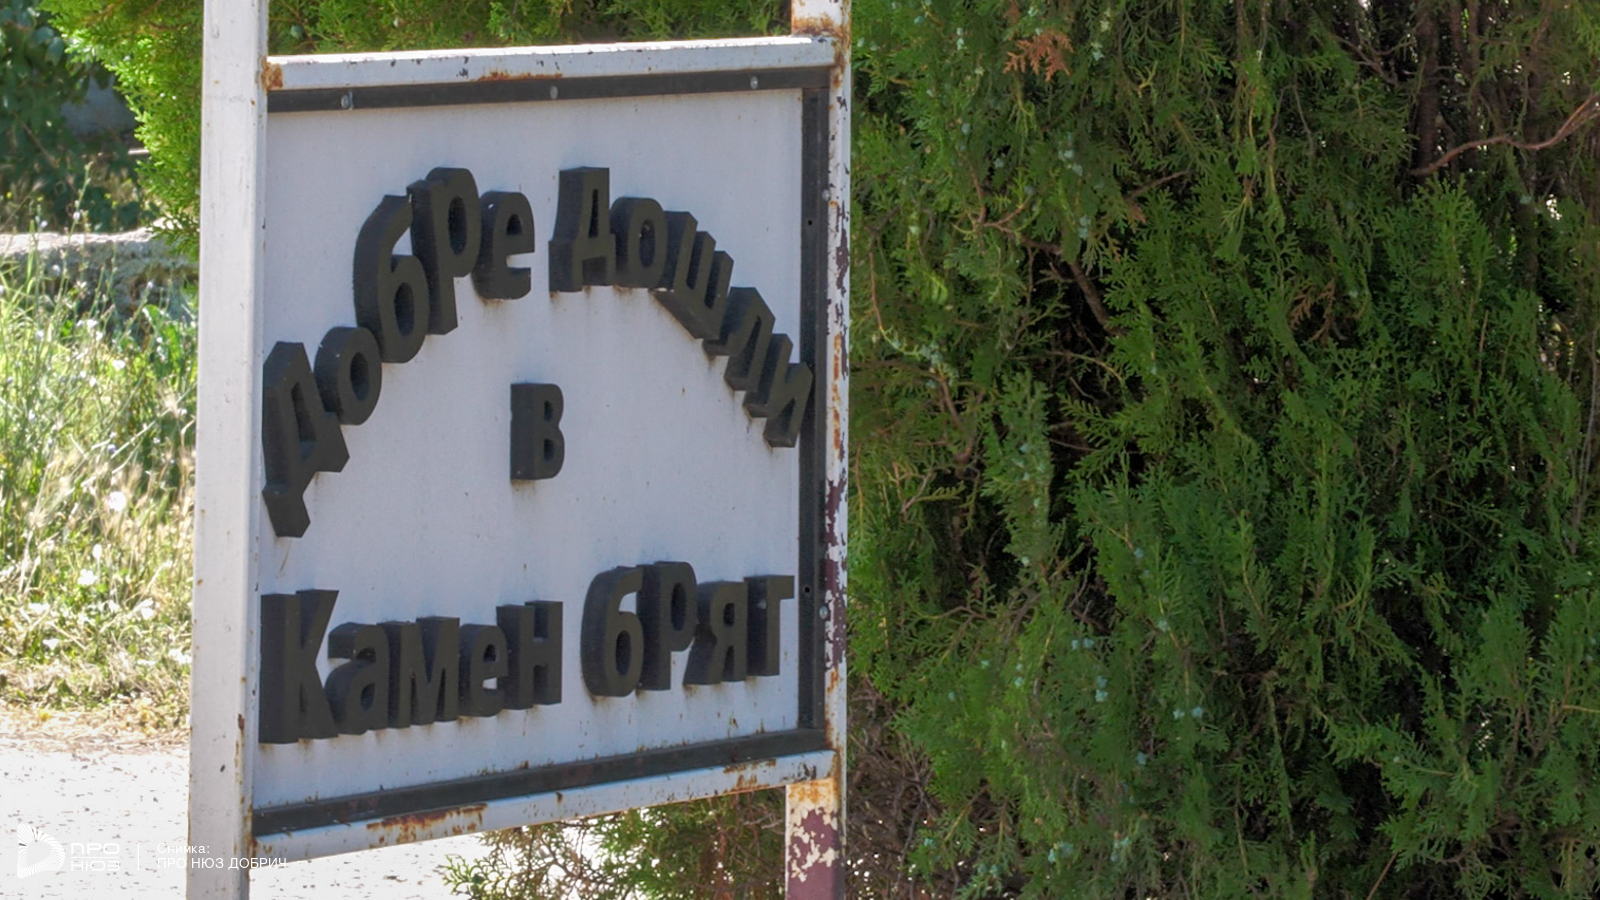 Добре Дошли
в
Камен бряг
ПРО
НЮЗ
Снимка:
ПРО НЮЗ ДОБРИЧ